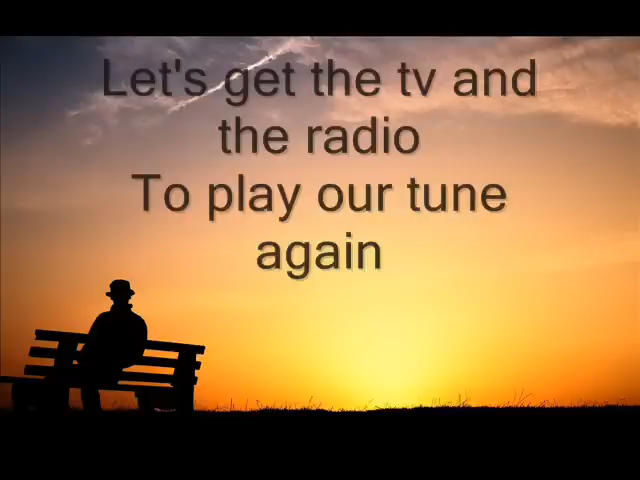 Let's get the tv and
the radio
To play our tune
again